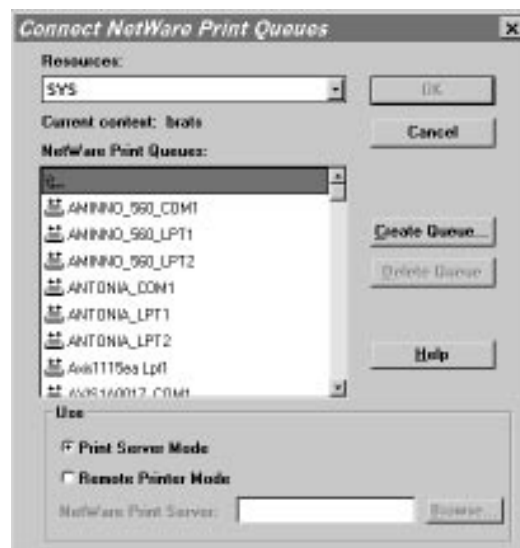 Connect NetWare Print Queues
Resources:
SYS
OK
Current context: brats
Cancel
NetWare Print Queues:
AMINNO_560_COM1
AMINNO_560_LPT1
Create Queue...
AMINNO_560_LPT2
Delete Queue
ANTONIA_COM1
ANTONIA_LPT1
ANTONIA_LPT2
Help
Axis1115ea Lpt1
Use
Print Server Mode
Remote Printer Mode
NetWare Print Server:
Browse...